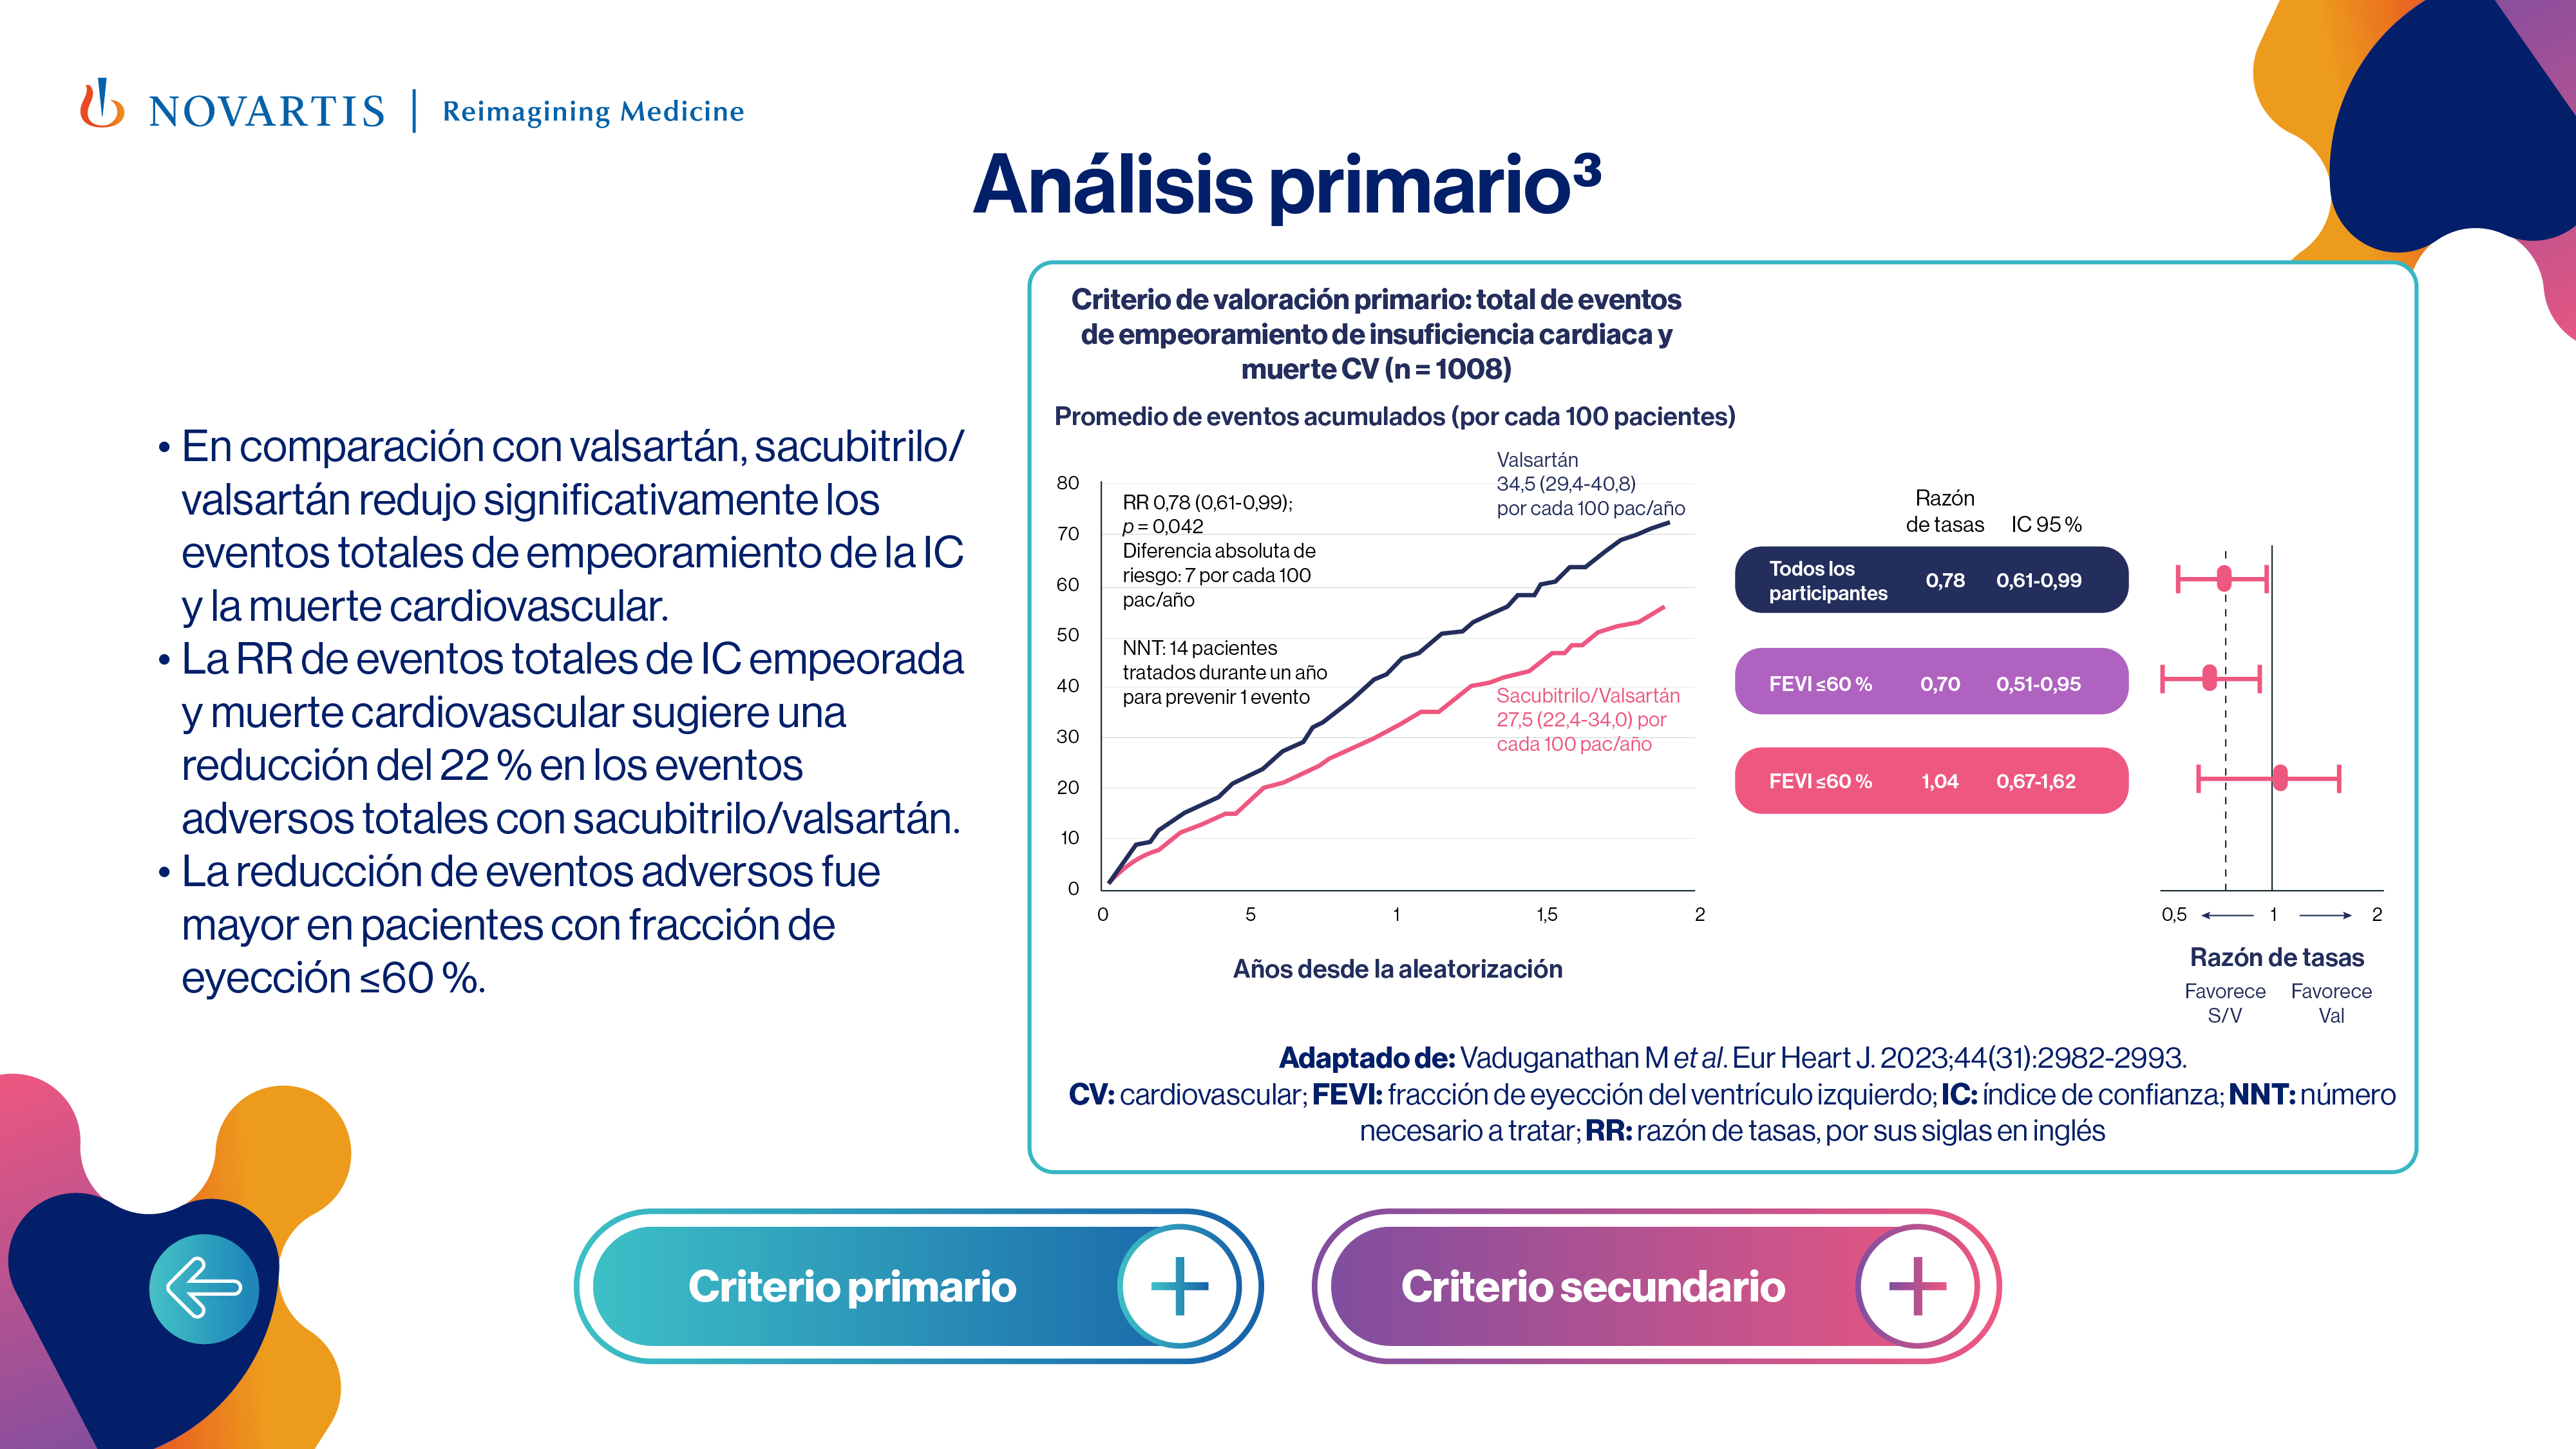 NOVARTIS | Reimagining Medicine
Análisis primario³
• En comparación con valsartán, sacubitrilo/
valsartán redujo significativamente los
eventos totales de empeoramiento de la IC
y la muerte cardiovascular.
• La RR de eventos totales de IC empeorada
y muerte cardiovascular sugiere una
reducción del 22 % en los eventos
adversos totales con sacubitrilo/valsartán.
• La reducción de eventos adversos fue
mayor en pacientes con fracción de
eyección ≤60 %.
Criterio de valoración primario: total de eventos
de empeoramiento de insuficiencia cardiaca y
muerte CV (n = 1008)
Promedio de eventos acumulados (por cada 100 pacientes)
80
70
60
50
40
30
20
10
0
RR 0,78 (0,61-0,99);
p = 0,042
Diferencia absoluta de
riesgo: 7 por cada 100
pac/año
NNT: 14 pacientes
tratados durante un año
para prevenir 1 evento
Valsartán
34,5 (29,4-40,8)
por cada 100 pac/año
Sacubitrilo/Valsartán
27,5 (22,4-34,0) por
cada 100 pac/año
0 5 1 1,5 2
Años desde la aleatorización
Razón
de tasas IC 95 %
Todos los
participantes 0,78 0,61-0,99
FEVI ≤60 % 0,70 0,51-0,95
FEVI ≤60 % 1,04 0,67-1,62
0,5 1 2
Razón de tasas
Favorece Favorece
S/V Val
Adaptado de: Vaduganathan M et al. Eur Heart J. 2023;44(31):2982-2993.
CV: cardiovascular; FEVI: fracción de eyección del ventrículo izquierdo; IC: índice de confianza; NNT: número
necesario a tratar; RR: razón de tasas, por sus siglas en inglés
Criterio primario
Criterio secundario